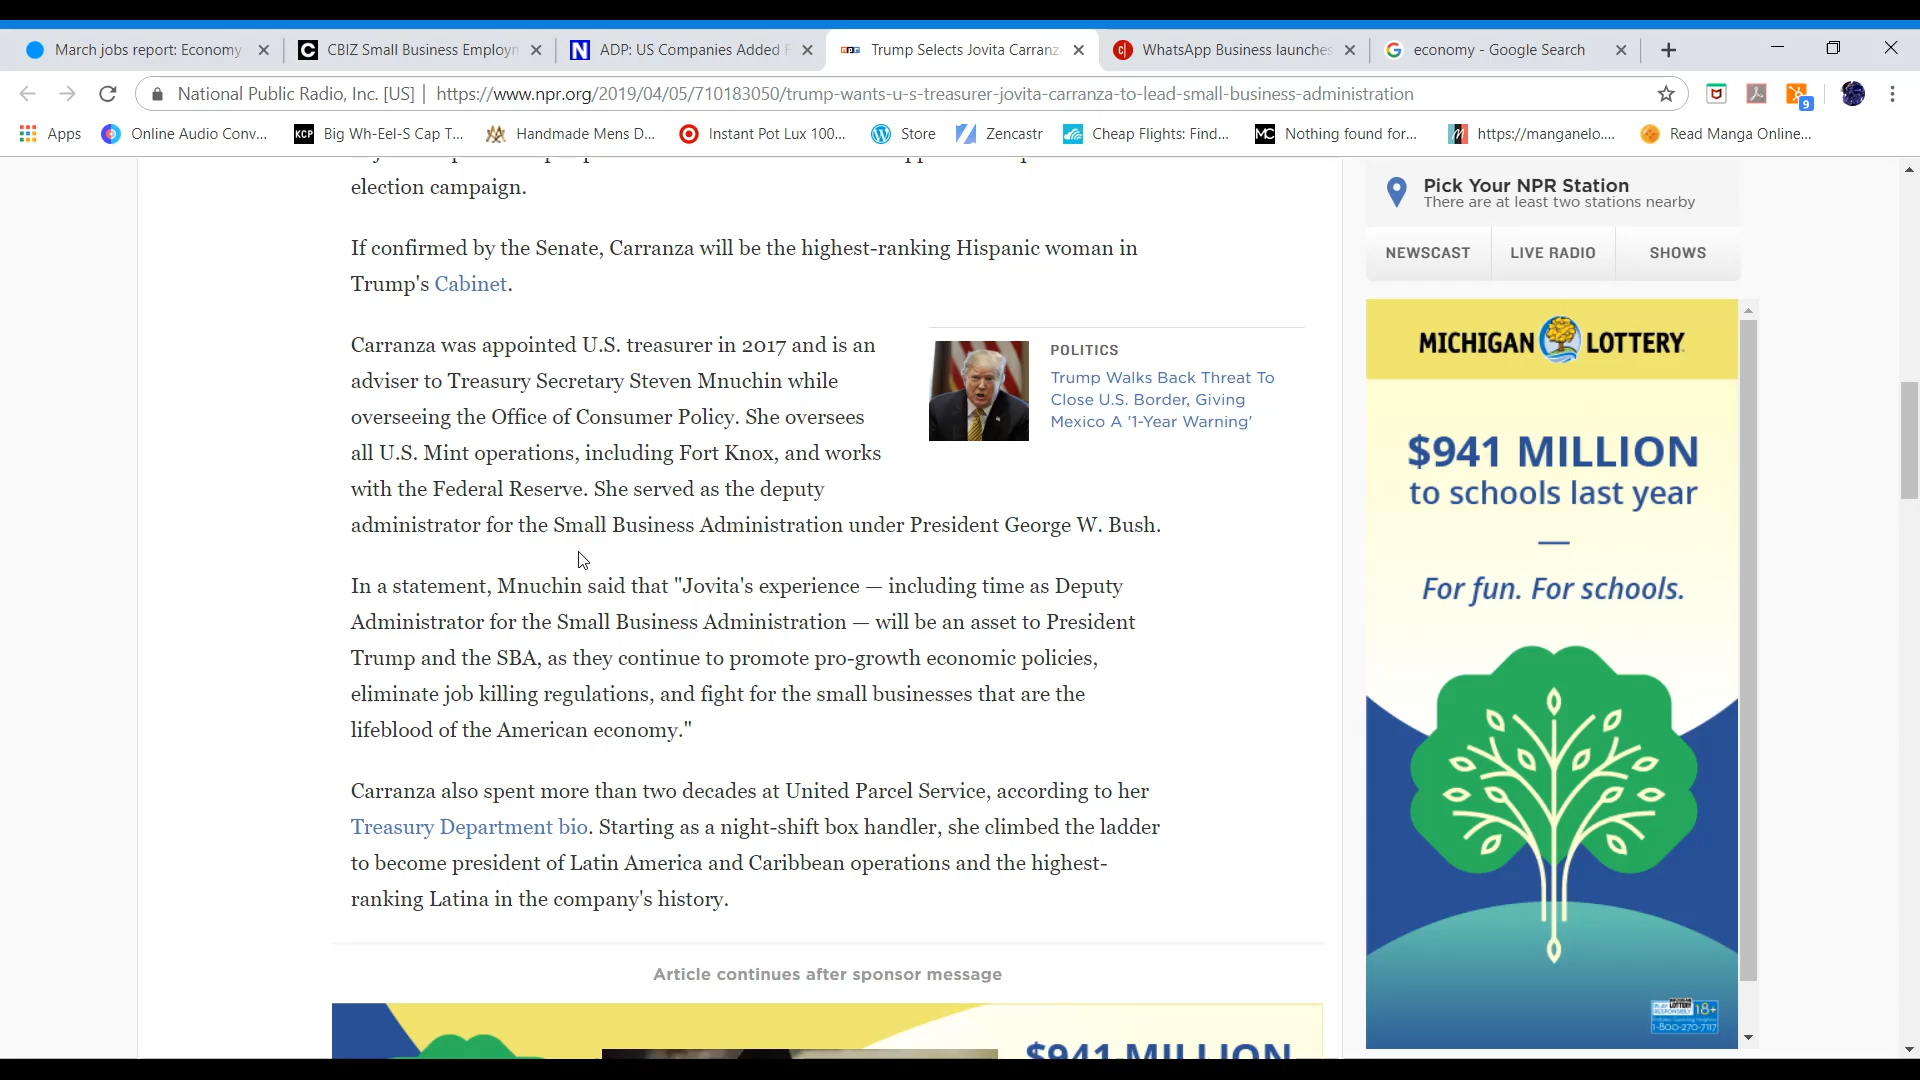 March jobs report: Economy
CBIZ Small Business Employn
ADP: US Companies Added F
Trump Selects Jovita Carranz
WhatsApp Business launches
economy - Google Search
National Public Radio, Inc. [US] | https://www.npr.org/2019/04/05/710183050/trump-wants-u-s-treasurer-jovita-carranza-to-lead-small-business-administration
9
Apps
Online Audio Conv...
KCP Big Wh-Eel-S Cap T...
Handmade Mens D...
Instant Pot Lux 100...
Store
Zencastr
Cheap Flights: Find...
MC Nothing found for...
https://manganelo....
Read Manga Online...
election campaign.
If confirmed by the Senate, Carranza will be the highest-ranking Hispanic woman in
Trump's Cabinet.
Carranza was appointed U.S. treasurer in 2017 and is an
adviser to Treasury Secretary Steven Mnuchin while
overseeing the Office of Consumer Policy. She oversees
all U.S. Mint operations, including Fort Knox, and works
with the Federal Reserve. She served as the deputy
administrator for the Small Business Administration under President George W. Bush.
POLITICS
Trump Walks Back Threat To
Close U.S. Border, Giving
Mexico A '1-Year Warning'
In a statement, Mnuchin said that "Jovita's experience — including time as Deputy
Administrator for the Small Business Administration — will be an asset to President
Trump and the SBA, as they continue to promote pro-growth economic policies,
eliminate job killing regulations, and fight for the small businesses that are the
lifeblood of the American economy."
Carranza also spent more than two decades at United Parcel Service, according to her
Treasury Department bio. Starting as a night-shift box handler, she climbed the ladder
to become president of Latin America and Caribbean operations and the highest-
ranking Latina in the company's history.
Article continues after sponsor message
$941 MILLION
Pick Your NPR Station
There are at least two stations nearby
NEWSCAST
LIVE RADIO
SHOWS
MICHIGAN LOTTERY
$941 MILLION
to schools last year
For fun. For schools.
18+
1-800-270-7117